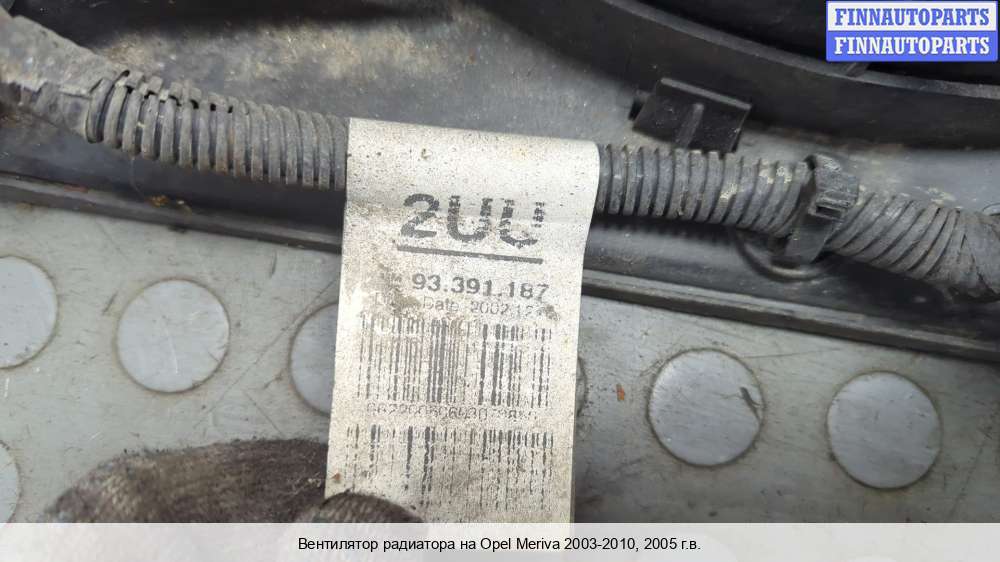 FINNAUTOPARTS
FINNAUTOPARTS
2UU
93.391.187
Date
Вентилятор радиатора на Opel Meriva 2003-2010, 2005 г.в.